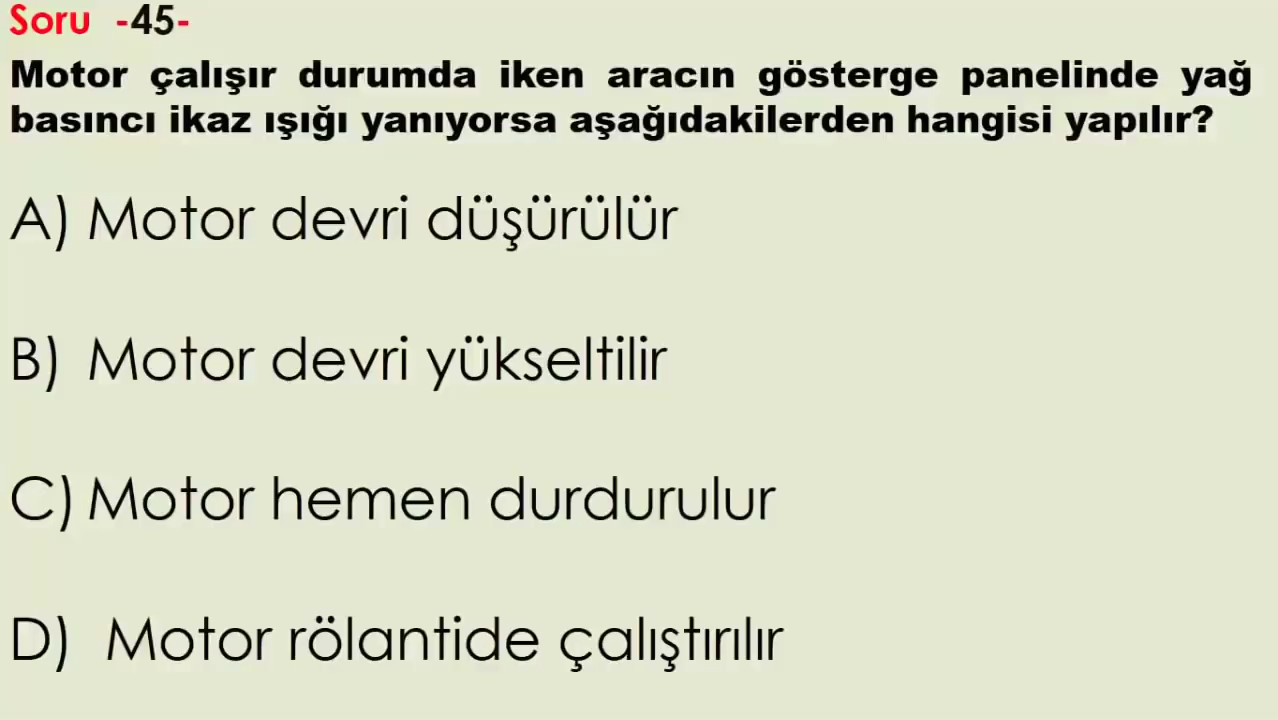 Soru -45-
Motor çalışır durumda iken aracın gösterge panelinde yağ
basıncı ikaz ışığı yanıyorsa aşağıdakilerden hangisi yapılır?
A) Motor devri düşürülür
B) Motor devri yükseltilir
C) Motor hemen durdurulur
D) Motor rölantide çalıştırılır